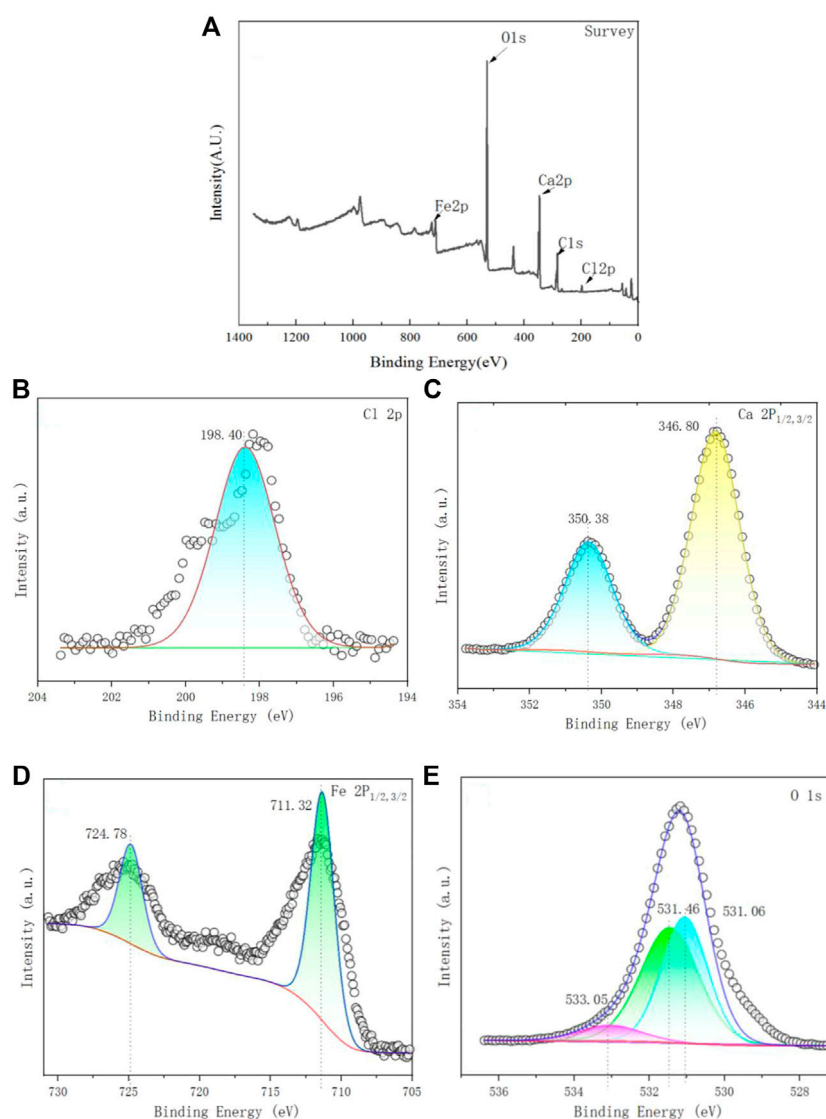 A
Survey
O1s
Ca2p
Fe2p
C1s
Cl2p
Intensity(A.U.)
1400 1200 1000 800 600 400 200 0
Binding Energy(eV)
B
Cl 2p
198.40
Intensity (a.u.)
204 202 200 198 196 194
Binding Energy (eV)
C
Ca 2P1/2,3/2
346.80
350.38
Intensity (a.u.)
354 352 350 348 346 344
Binding Energy (eV)
D
Fe 2P1/2,3/2
711.32
724.78
Intensity (a.u.)
730 725 720 715 710 705
Binding Energy (eV)
E
O 1s
531.46
531.06
533.05
Intensity (a.u.)
536 534 532 530 528
Binding Energy (eV)